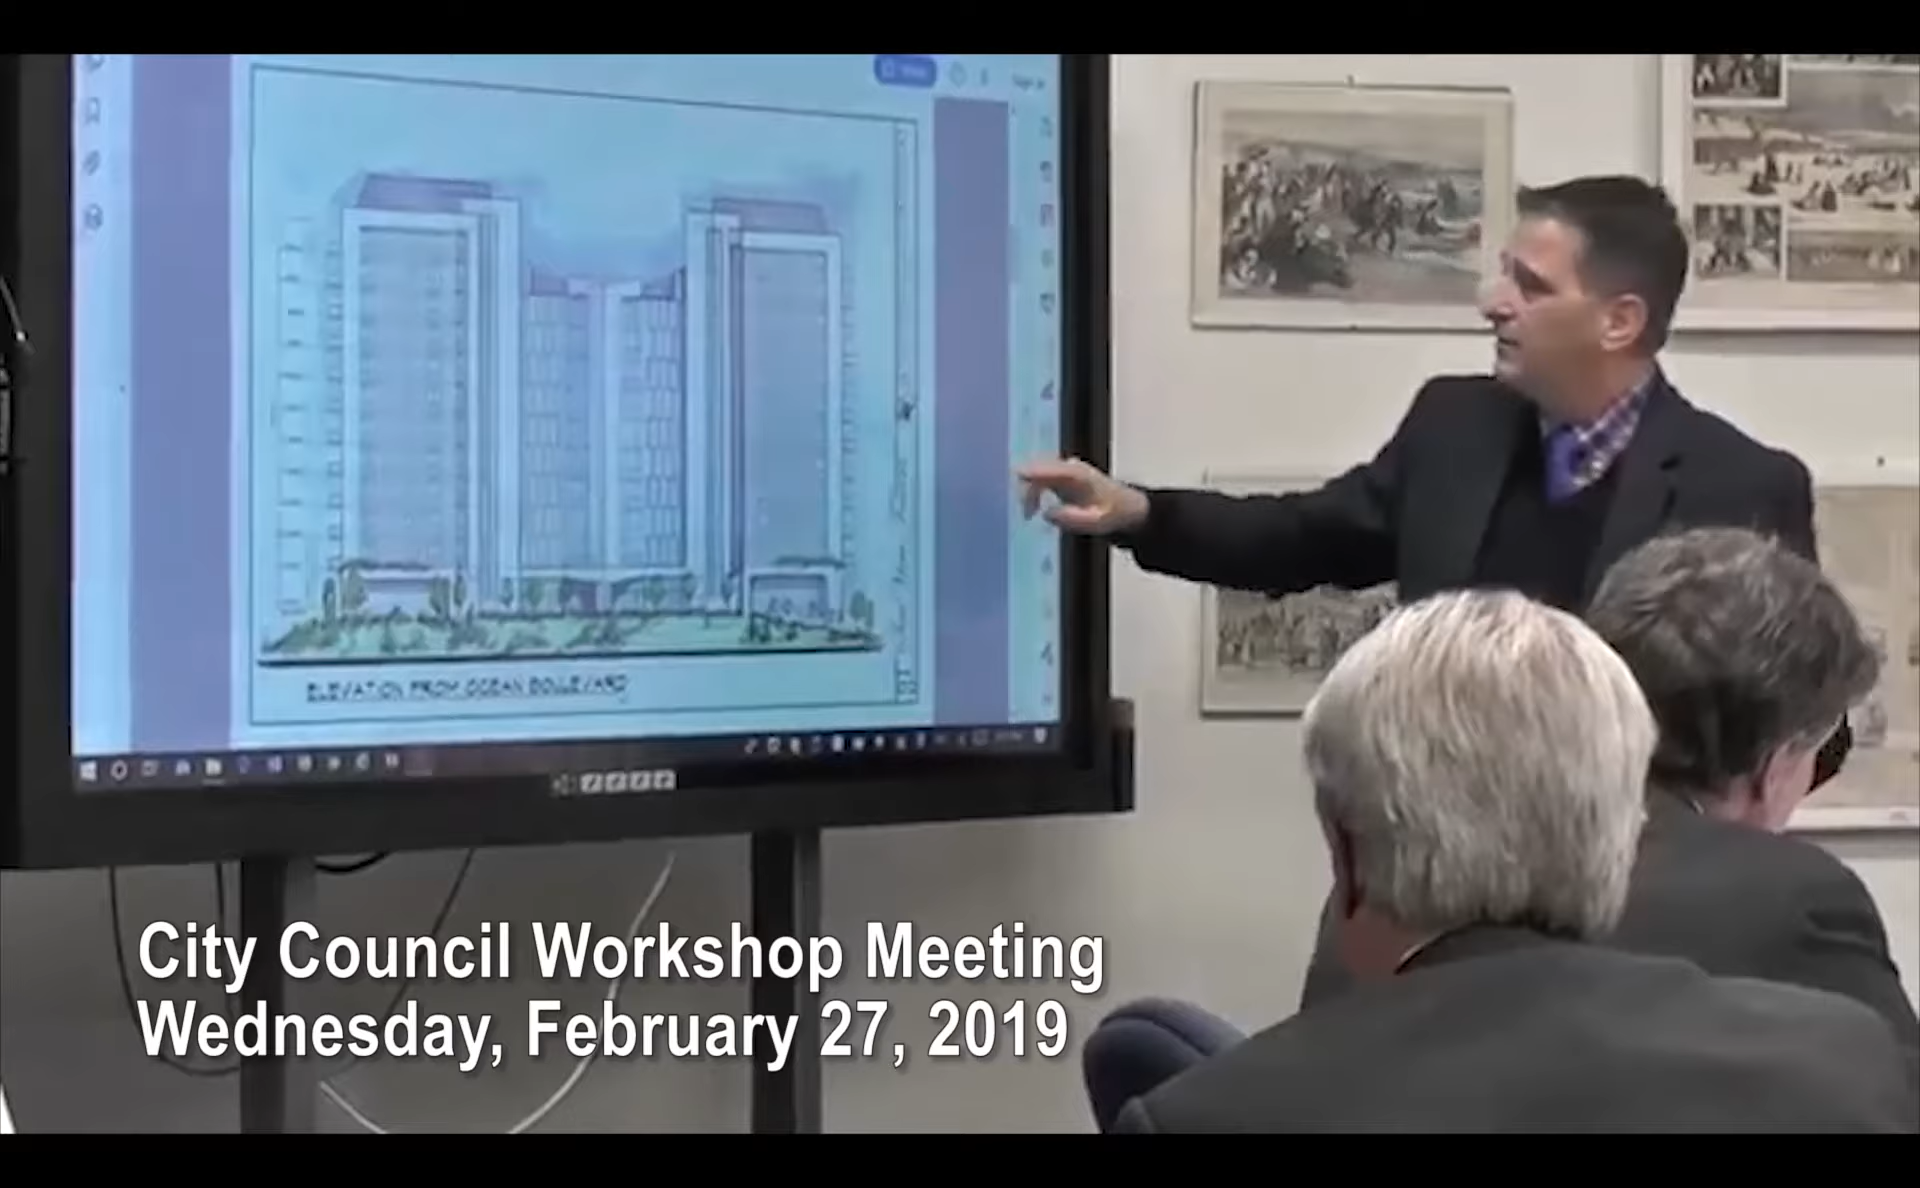 ELEVATION FROM OCEAN BOULEVARD
City Council Workshop Meeting
Wednesday, February 27, 2019